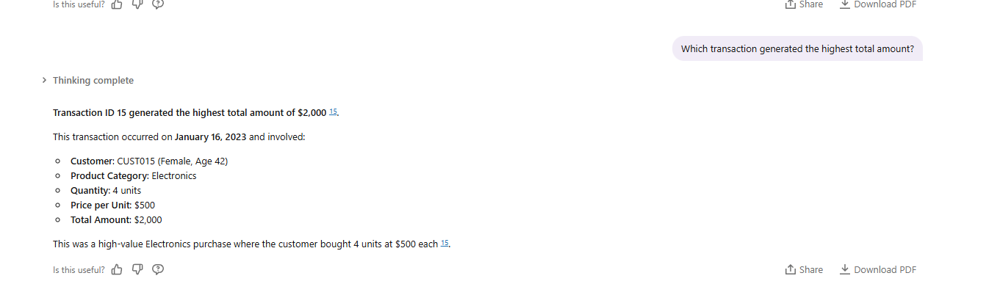 Is this useful?
Share
Download PDF
Which transaction generated the highest total amount?
Thinking complete
Transaction ID 15 generated the highest total amount of $2,000 15.
This transaction occurred on January 16, 2023 and involved:
Customer: CUST015 (Female, Age 42)
Product Category: Electronics
Quantity: 4 units
Price per Unit: $500
Total Amount: $2,000
This was a high-value Electronics purchase where the customer bought 4 units at $500 each 15.
Is this useful?
Share
Download PDF